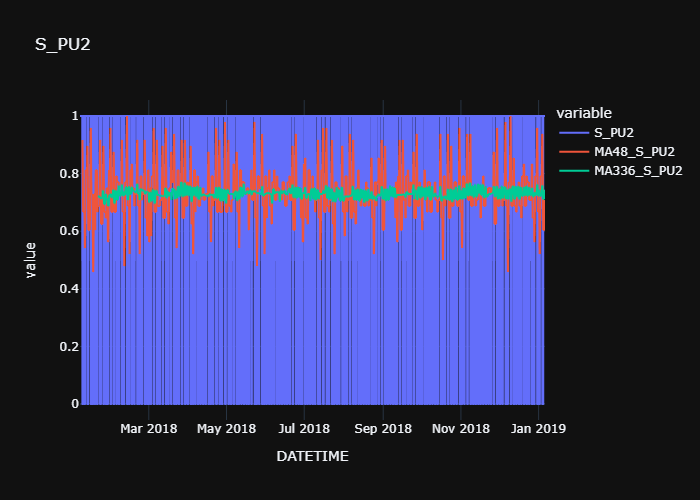 S_PU2
variable
S_PU2
MA48_S_PU2
MA336_S_PU2
value
1
0.8
0.6
0.4
0.2
0
Mar 2018
May 2018
Jul 2018
Sep 2018
Nov 2018
Jan 2019
DATETIME